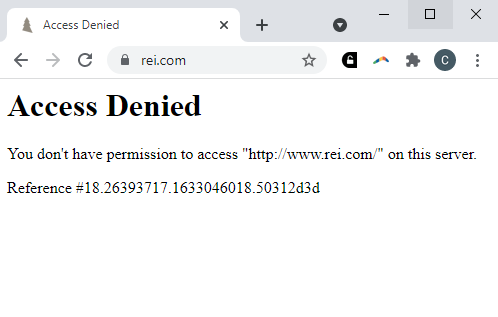 Access Denied
rei.com
C
Access Denied
You don't have permission to access "http://www.rei.com/" on this server.
Reference #18.26393717.1633046018.50312d3d